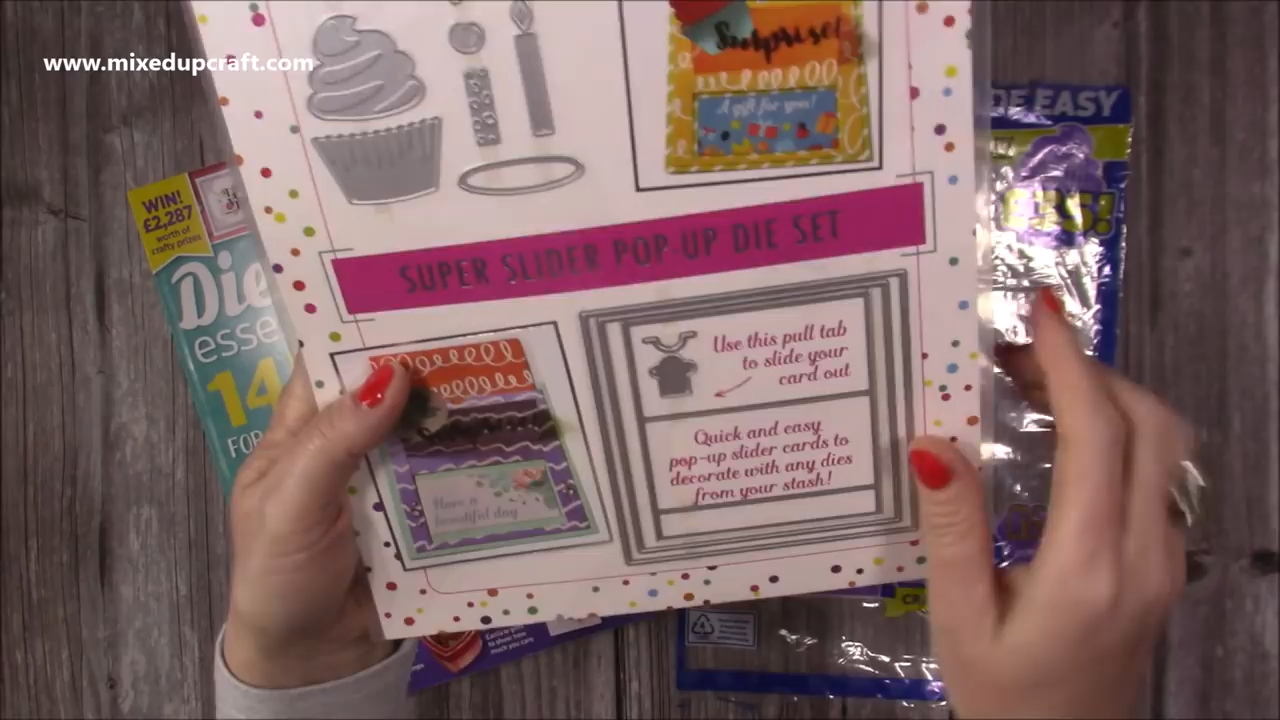 www.mixedupcraft.com
Surprise!
A gift for you!
DE EASY
WIN!
£2,287
worth of
crafty prizes
Die
esse
14
FOR
SUPER SLIDER POP-UP DIE SET
Use this pull tab
to slide your
card out
Quick and easy
pop-up slider cards to
decorate with any dies
from your stash!
Have a
beautiful day